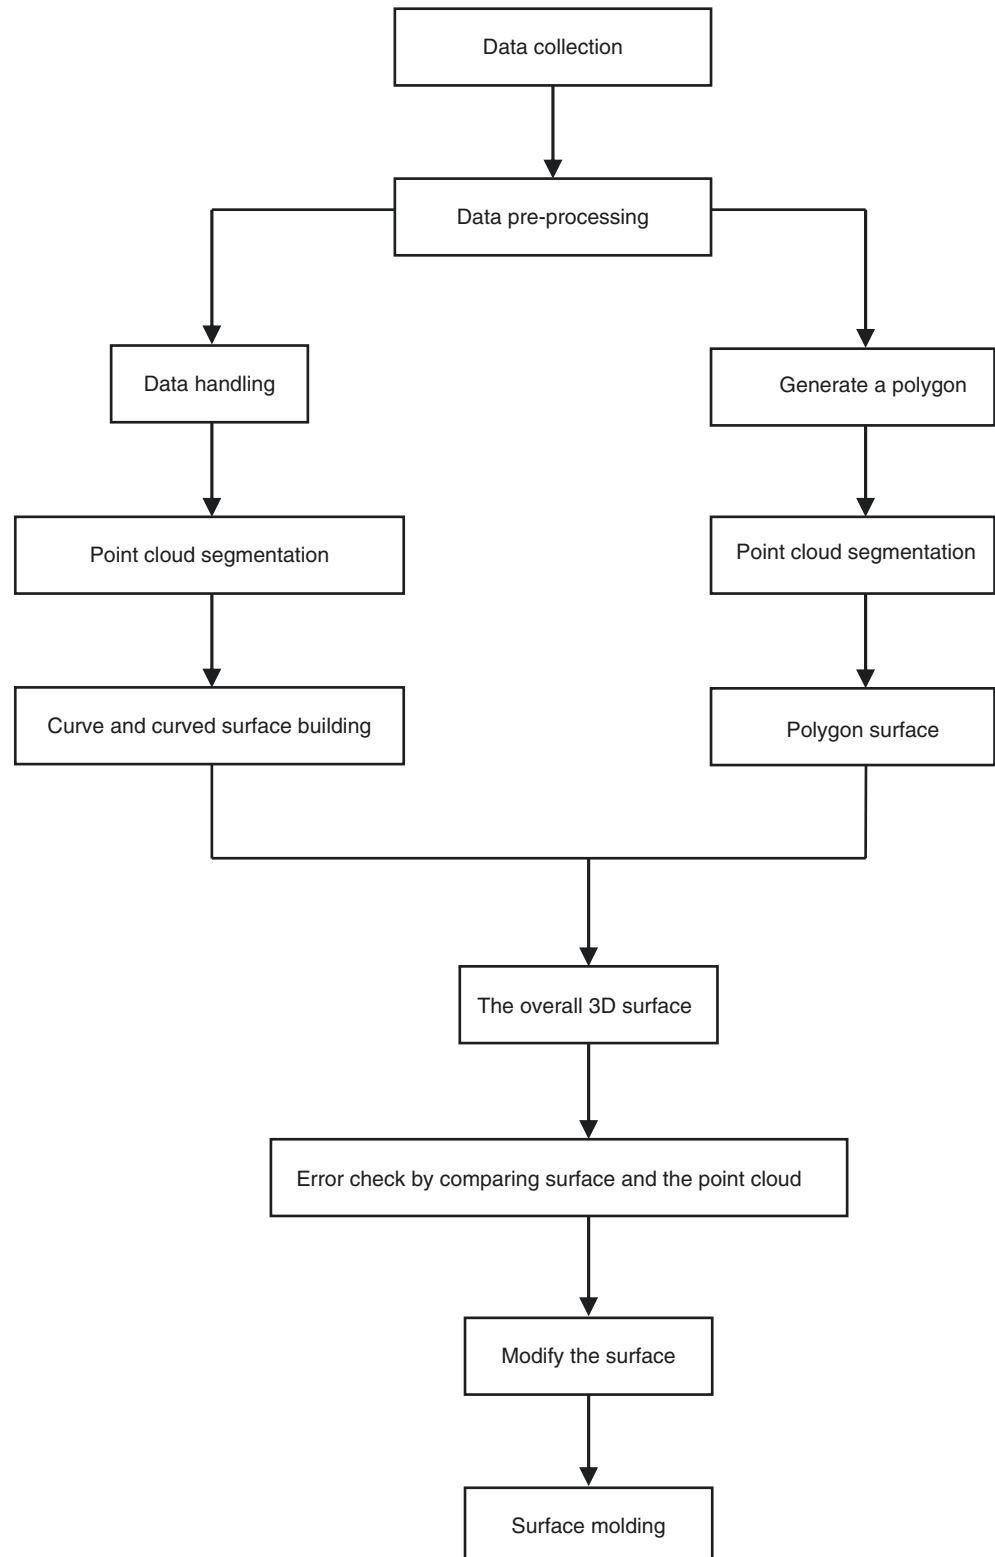 Data collection
Data pre-processing
Data handling
Generate a polygon
Point cloud segmentation
Point cloud segmentation
Curve and curved surface building
Polygon surface
The overall 3D surface
Error check by comparing surface and the point cloud
Modify the surface
Surface molding